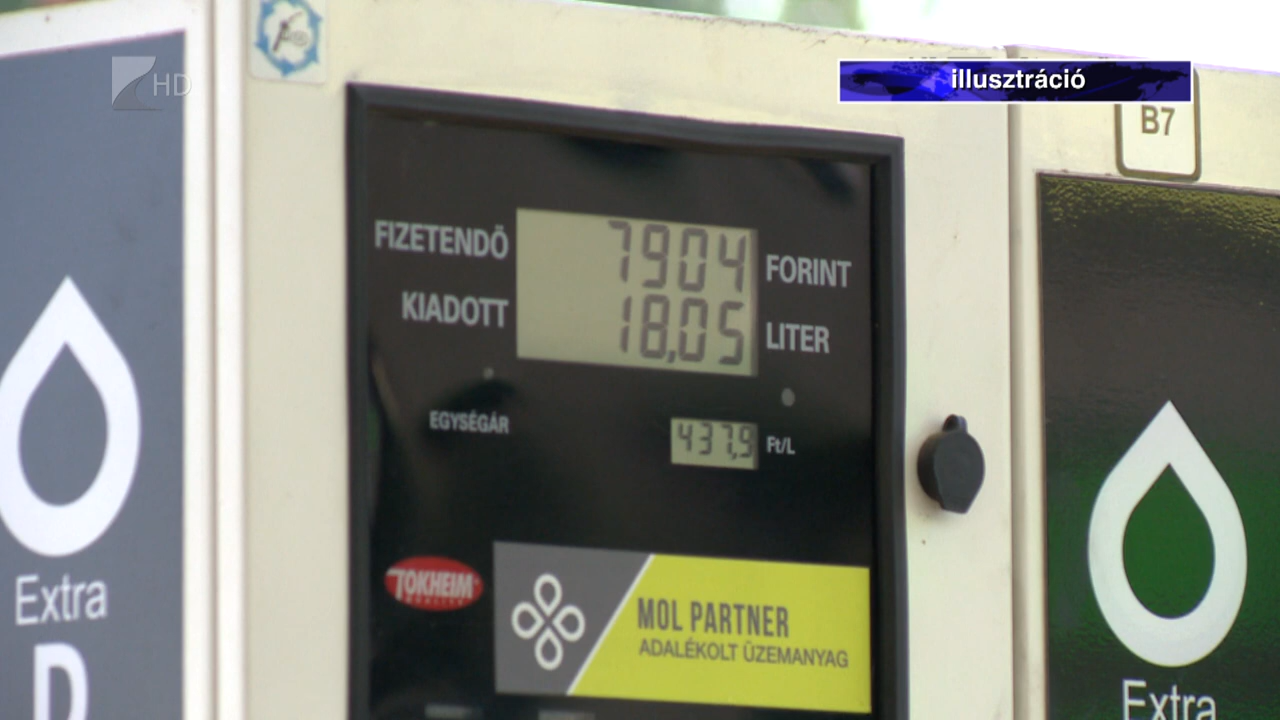 HD
illusztráció
B7
FIZETENDŐ 7904 FORINT
KIADOTT 18,05 LITER
EGYSÉGÁR 437,9 Ft/L
TOKHEIM
MOL PARTNER
ADALÉKOLT ÜZEMANYAG
Extra
D
Extra